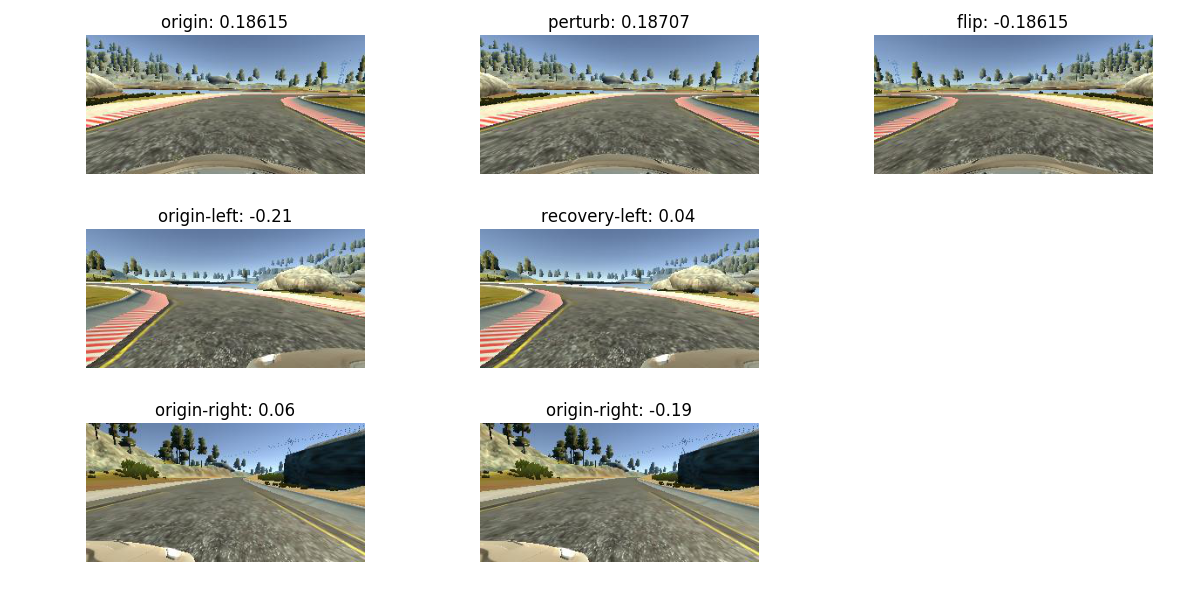 origin: 0.18615
perturb: 0.18707
flip: -0.18615
origin-left: -0.21
recovery-left: 0.04
origin-right: 0.06
origin-right: -0.19